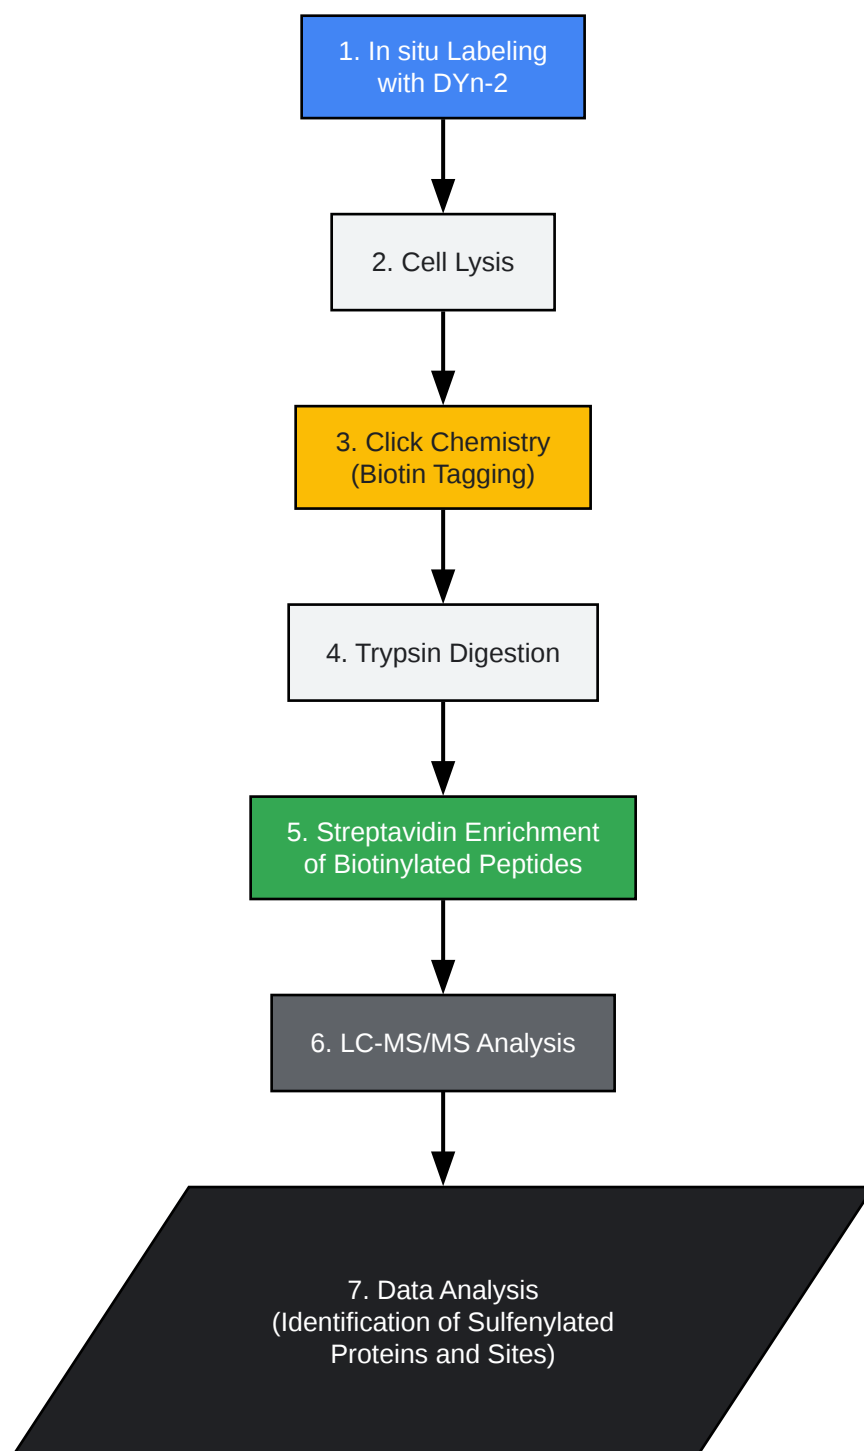 1. In situ Labeling
with DYn-2
2. Cell Lysis
3. Click Chemistry
(Biotin Tagging)
4. Trypsin Digestion
5. Streptavidin Enrichment
of Biotinylated Peptides
6. LC-MS/MS Analysis
7. Data Analysis
(Identification of Sulfenylated
Proteins and Sites)